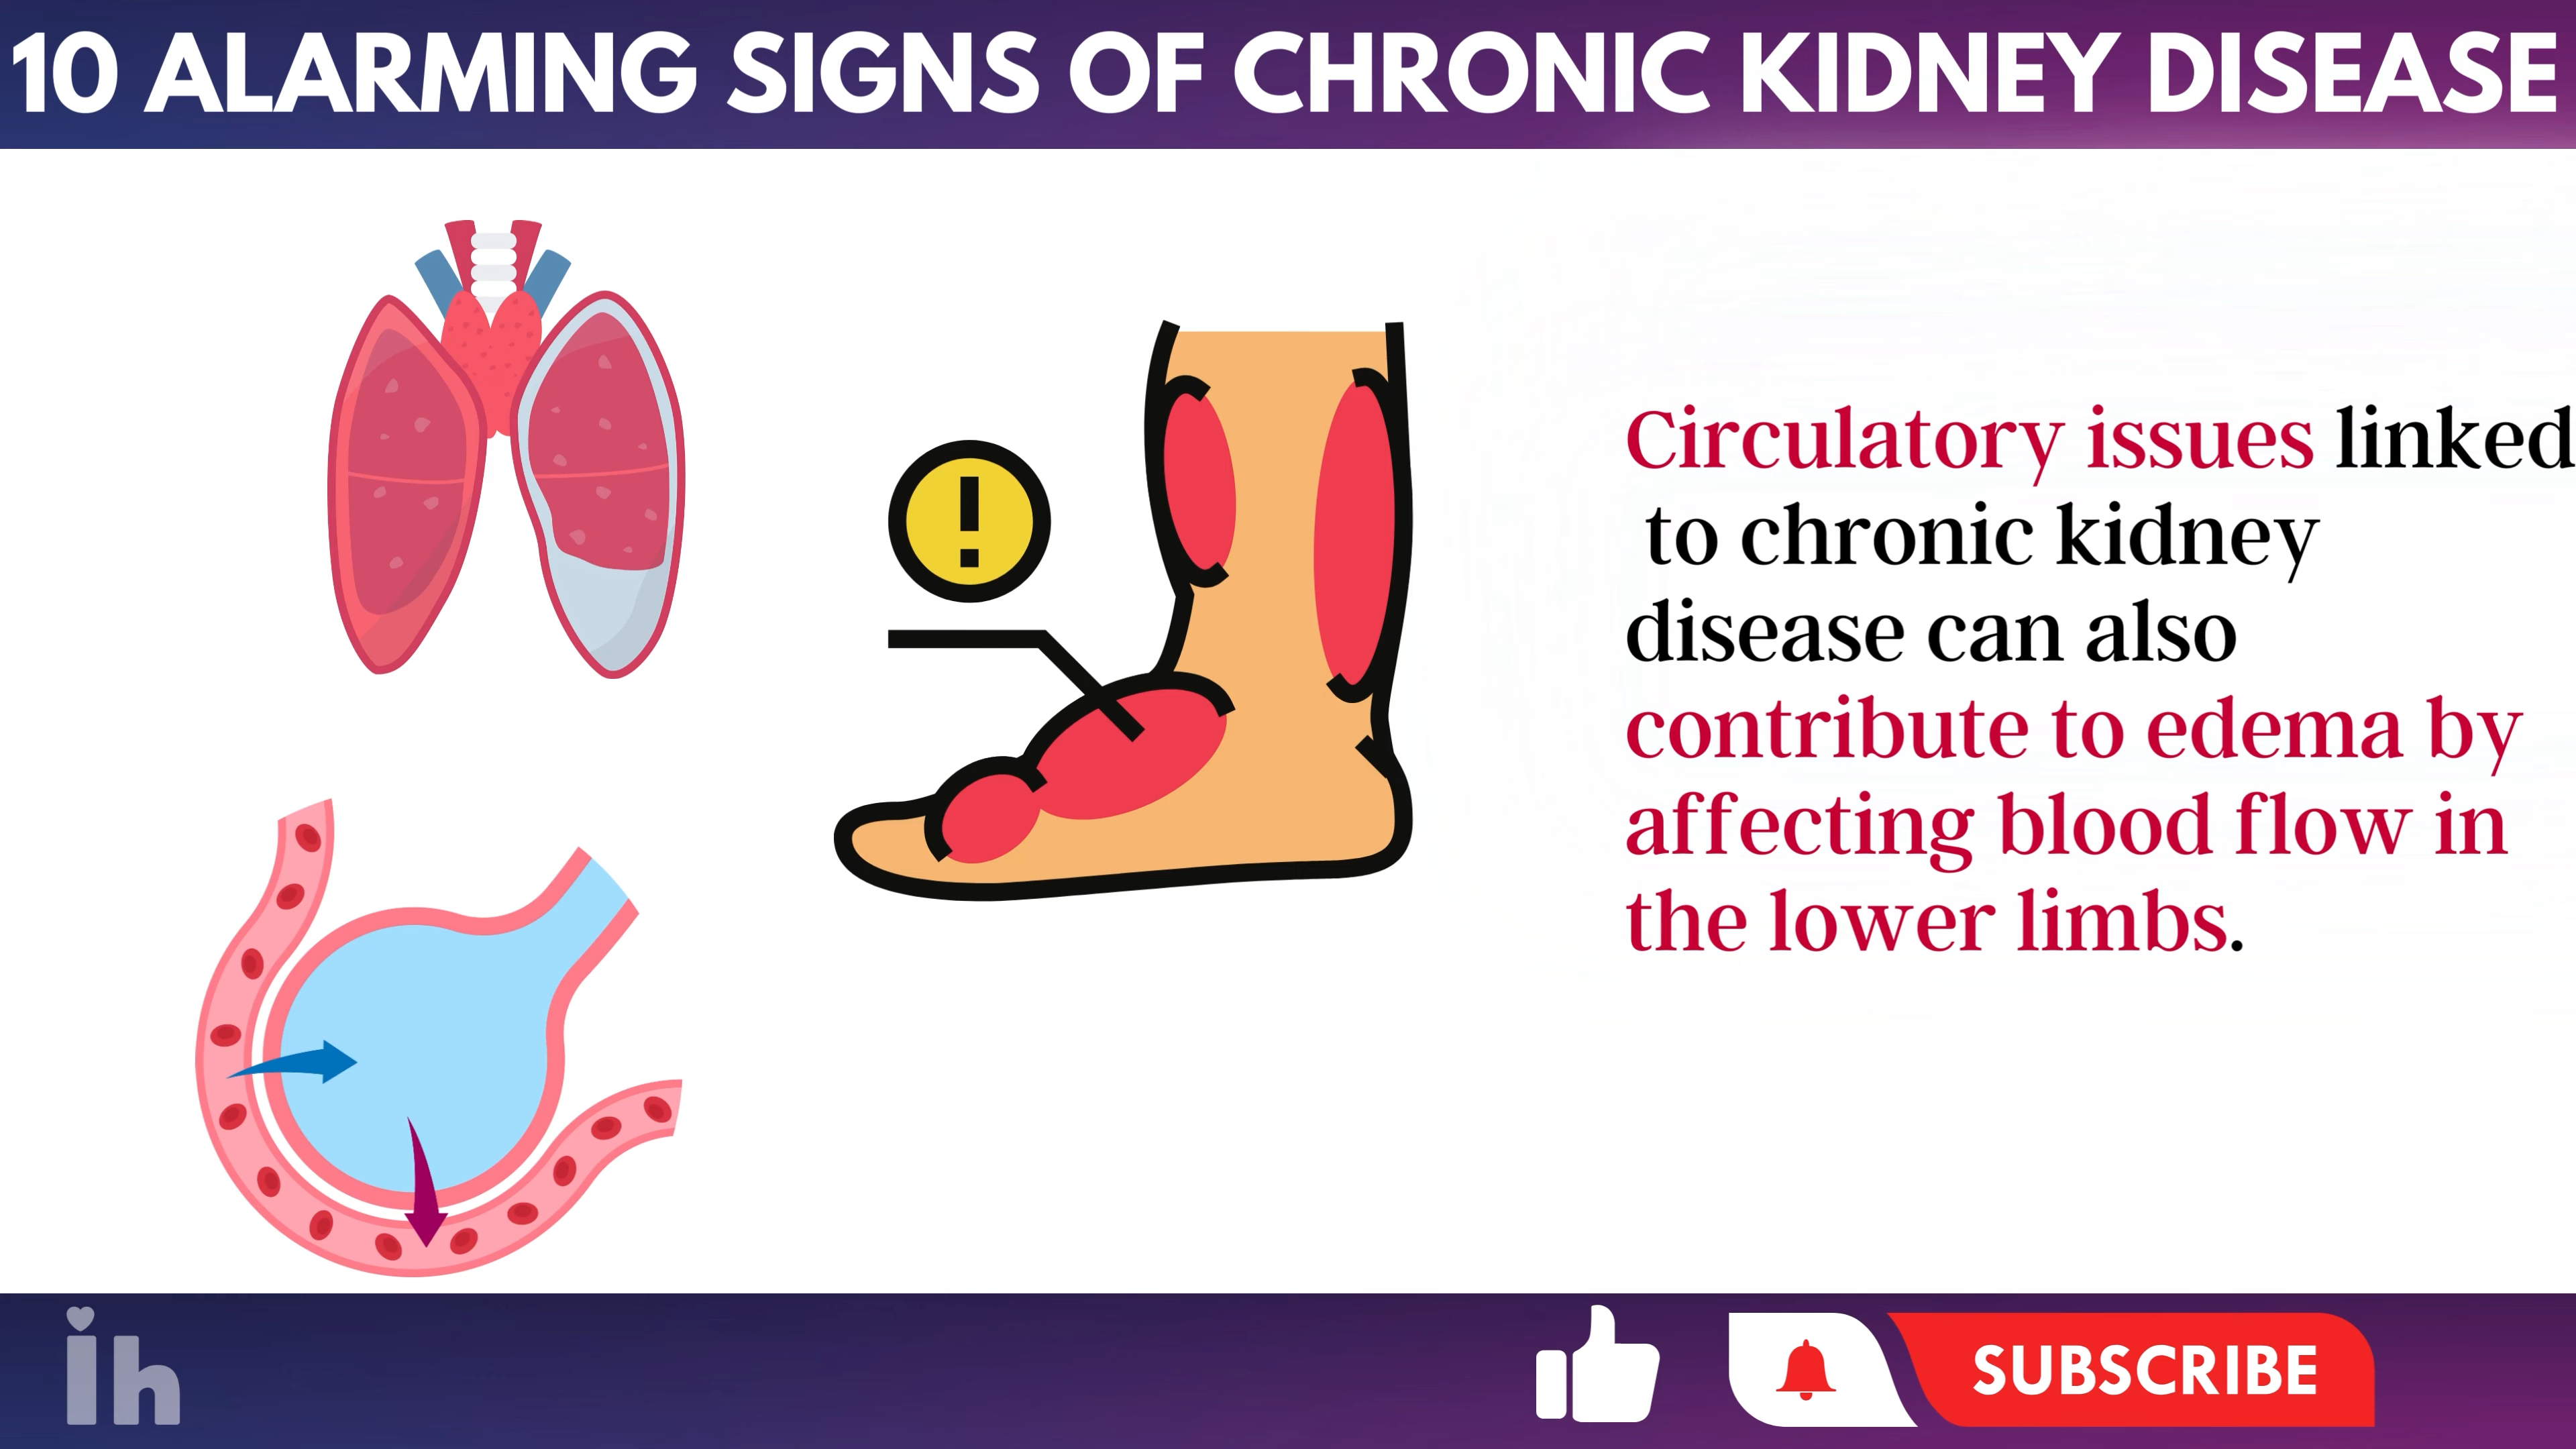 10 ALARMING SIGNS OF CHRONIC KIDNEY DISEASE
!
Circulatory issues linked
to chronic kidney
disease can also
contribute to edema by
affecting blood flow in
the lower limbs.
ih
SUBSCRIBE